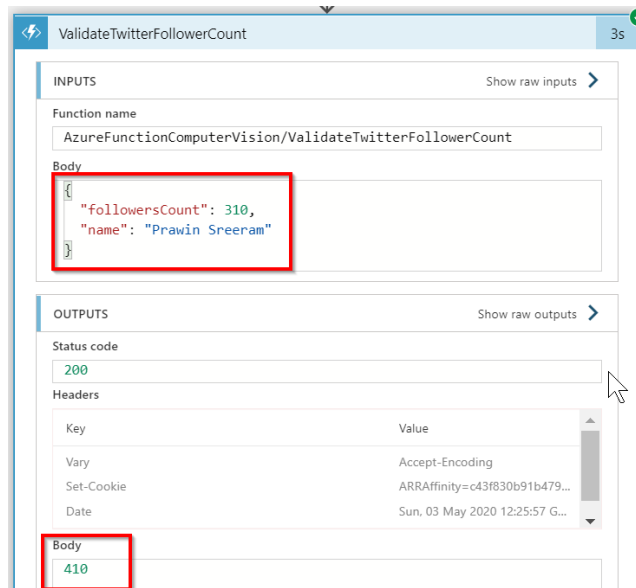 ValidateTwitterFollowerCount 3s
INPUTS Show raw inputs
Function name
AzureFunctionComputerVision/ValidateTwitterFollowerCount
Body
{
"followersCount": 310,
"name": "Prawin Sreeram"
}
OUTPUTS Show raw outputs
Status code
200
Headers
Key Value
Vary Accept-Encoding
Set-Cookie ARRAffinity=c43f830b91b479...
Date Sun, 03 May 2020 12:25:57 G...
Body
410